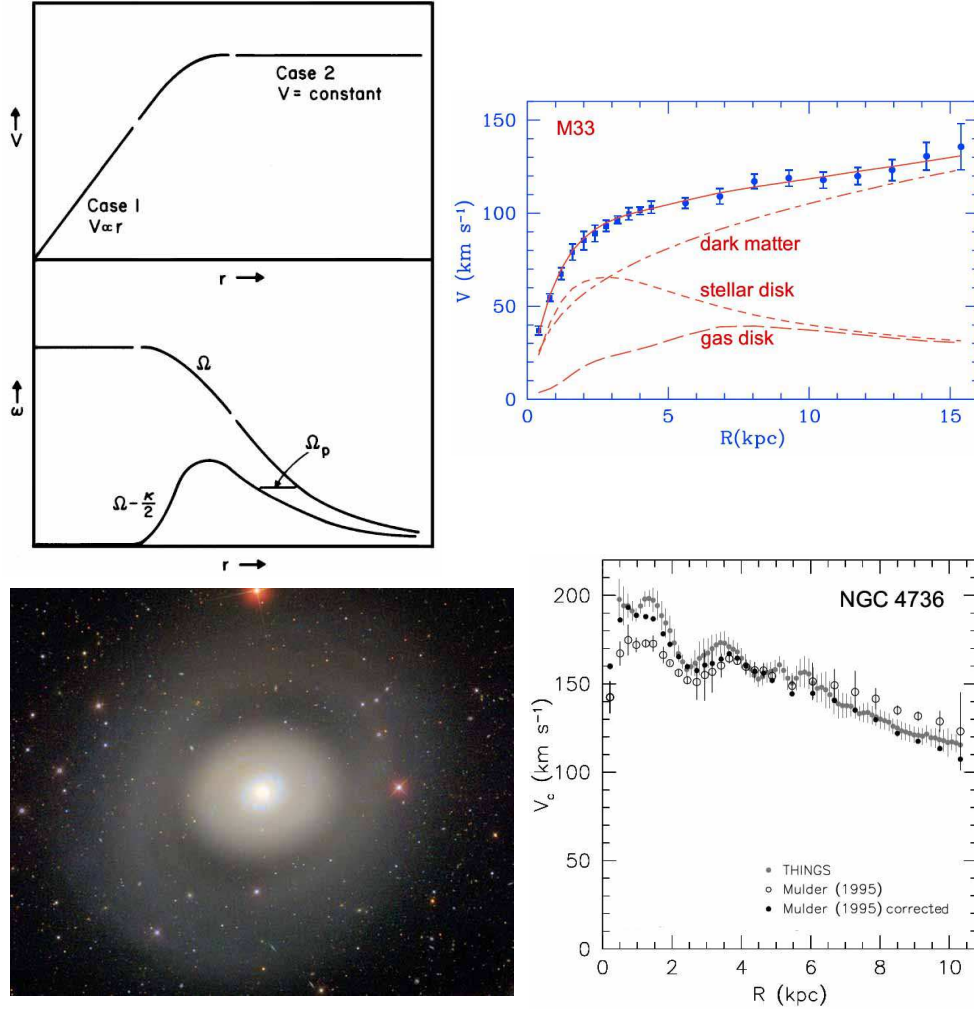 V →
Case 1
V∝r
Case 2
V = constant
r →
ω →
Ω
Ωp
Ω-κ/2
r →
M33
V (km s⁻¹)
150
100
50
0
dark matter
stellar disk
gas disk
0
5
10
15
R(kpc)
NGC 4736
V_c (km s⁻¹)
200
150
100
50
0
THINGS
Mulder (1995)
Mulder (1995) corrected
0
2
4
6
8
10
R (kpc)